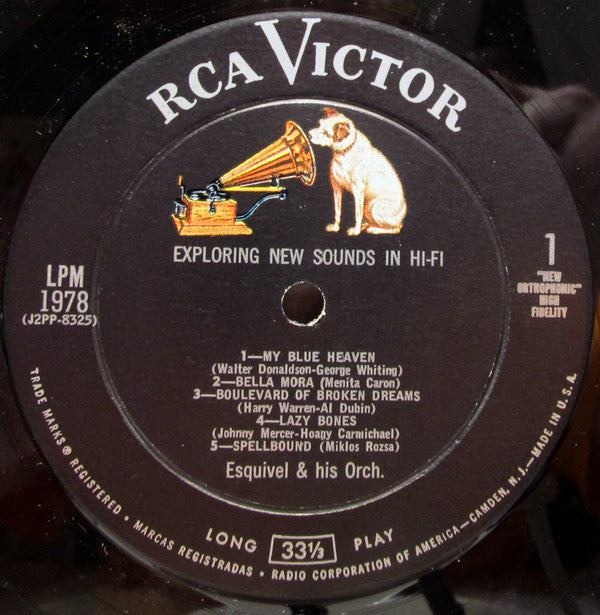 RCA VICTOR
EXPLORING NEW SOUNDS IN HI-FI
LPM
1978
(J2PP-8325)
1
"NEW
ORTHOPHONIC"
HIGH
FIDELITY
1—MY BLUE HEAVEN
(Walter Donaldson-George Whiting)
2—BELLA MORA (Menita Caron)
3—BOULEVARD OF BROKEN DREAMS
(Harry Warren-Al Dubin)
4—LAZY BONES
(Johnny Mercer-Hoagy Carmichael)
5—SPELLBOUND (Miklos Rozsa)
Esquivel & his Orch.
LONG 33⅓ PLAY
TRADE MARKS ® REGISTERED • MARCAS REGISTRADAS • RADIO CORPORATION OF AMERICA—CAMDEN, N.J.—MADE IN U.S.A.